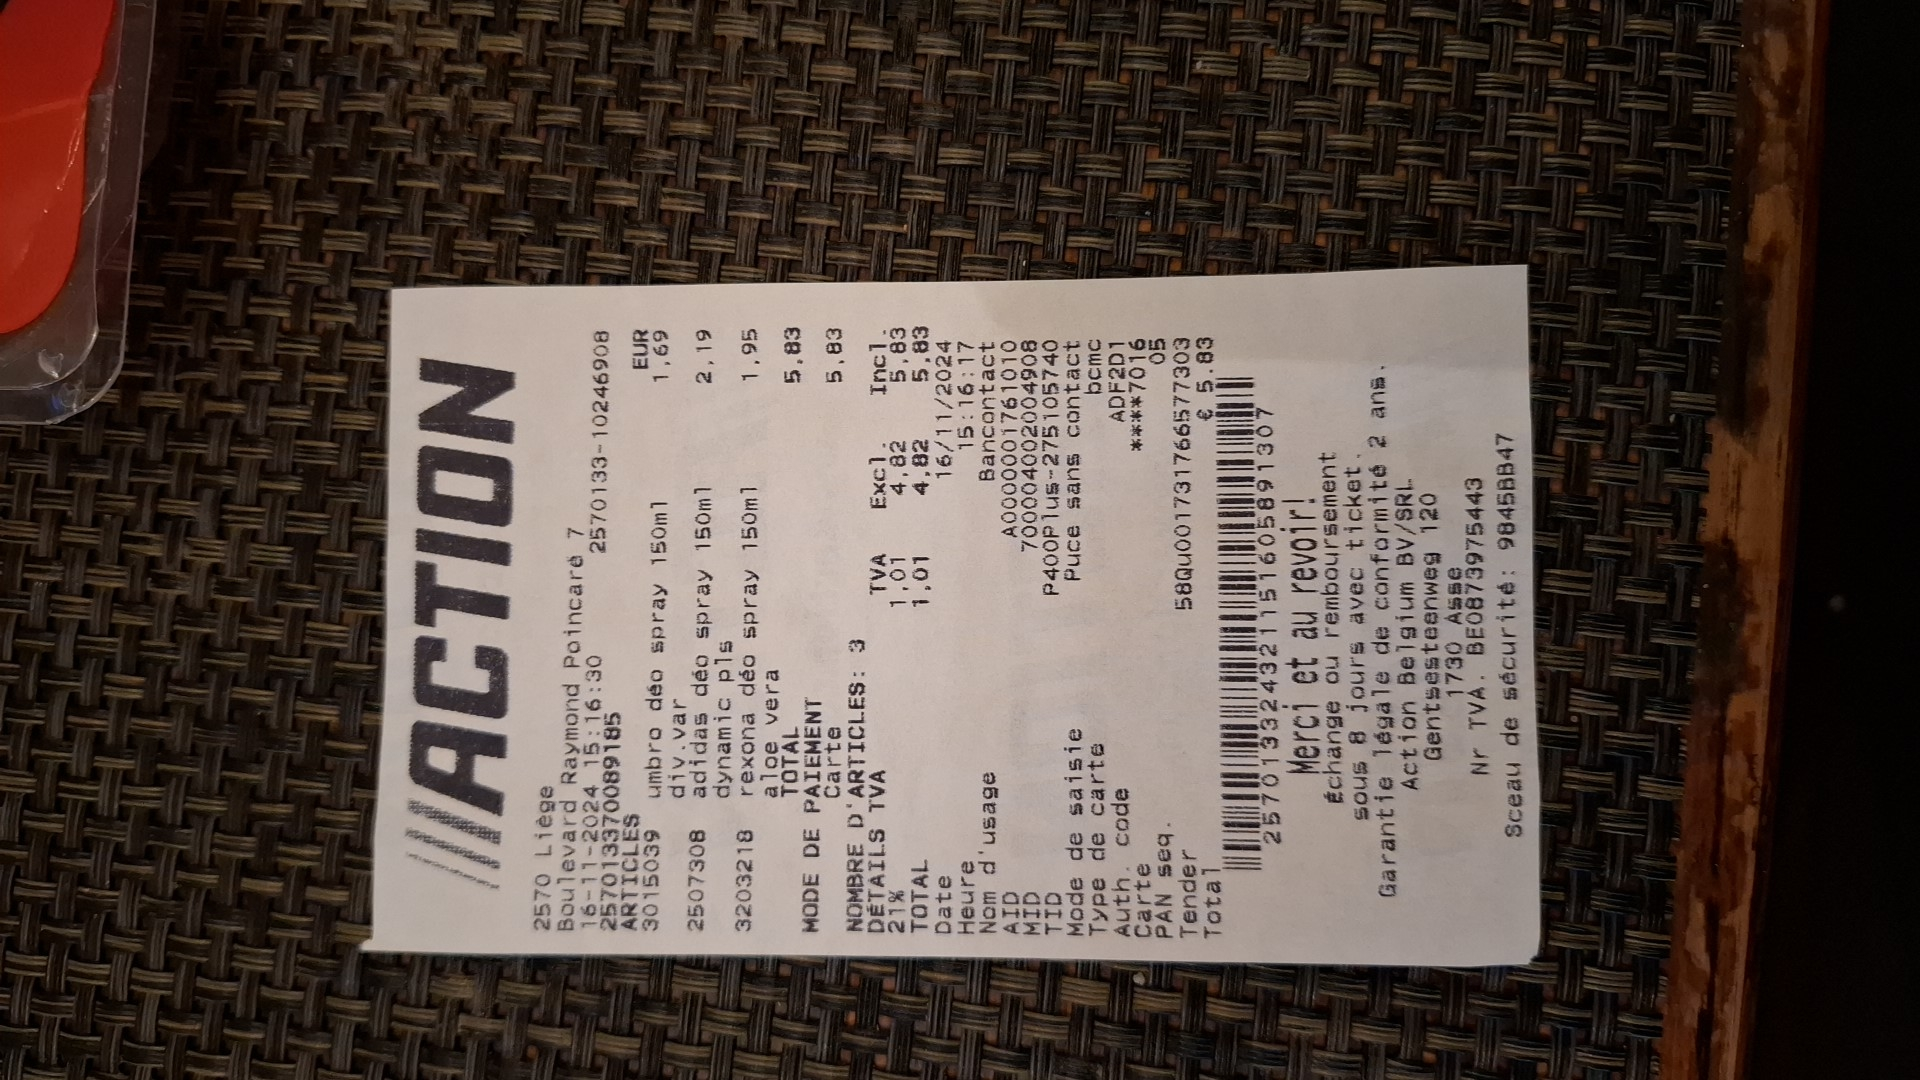 ///ACTION
2570 Liège
Boulevard Raymond Poincaré 7
16-11-2024 15:16:30 2570133-10246908
257013370089185
ARTICLES EUR
3015039 umbro déo spray 150ml 1,69
div.var
2507308 adidas déo spray 150ml 2,19
dynamic pls
3203218 rexona déo spray 150ml 1,95
aloe vera
TOTAL 5,83
MODE DE PAIEMENT
Carte 5,83
NOMBRE D'ARTICLES: 3
DÉTAILS TVA TVA Excl. Incl.
21% 1,01 4,82 5,83
TOTAL 1,01 4,82 5,83
Date 16/11/2024
Heure 15:16:17
Nom d'usage Bancontact
AID A0000001761010
MID 7000040020004908
TID P400Plus-275105740
Mode de saisie Puce sans contact
Type de carte bcmc
Auth. code ADF2D1
Carte ****7016
PAN seq. 05
Tender 58Qu001731766577303
Total € 5.83
257013324321151605891307
Merci et au revoir!
Échange ou remboursement
sous 8 jours avec ticket.
Garantie légale de conformité 2 ans.
Action Belgium BV/SRL
Gentsesteenweg 120
1730 Asse
Nr TVA. BE0873975443
Sceau de sécurité: 9845BB47